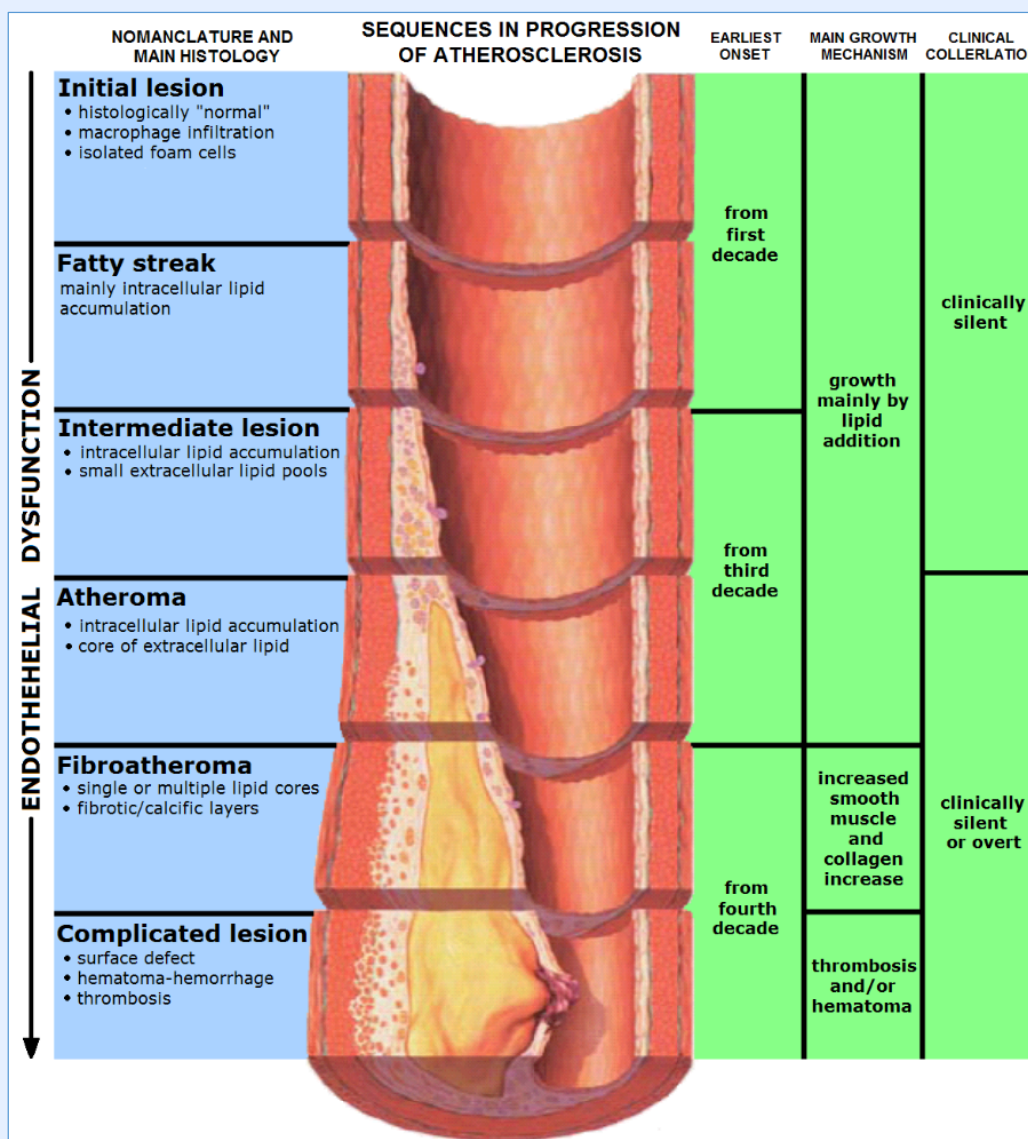 NOMANCLATURE AND
MAIN HISTOLOGY
SEQUENCES IN PROGRESSION
OF ATHEROSCLEROSIS
EARLIEST
ONSET
MAIN GROWTH
MECHANISM
CLINICAL
COLLERLATION
ENDOTHEHELIAL DYSFUNCTION
Initial lesion
• histologically "normal"
• macrophage infiltration
• isolated foam cells
Fatty streak
mainly intracellular lipid
accumulation
Intermediate lesion
• intracellular lipid accumulation
• small extracellular lipid pools
Atheroma
• intracellular lipid accumulation
• core of extracellular lipid
Fibroatheroma
• single or multiple lipid cores
• fibrotic/calcific layers
Complicated lesion
• surface defect
• hematoma-hemorrhage
• thrombosis
from
first
decade
from
third
decade
from
fourth
decade
growth
mainly by
lipid
addition
increased
smooth
muscle
and
collagen
increase
thrombosis
and/or
hematoma
clinically
silent
clinically
silent
or overt